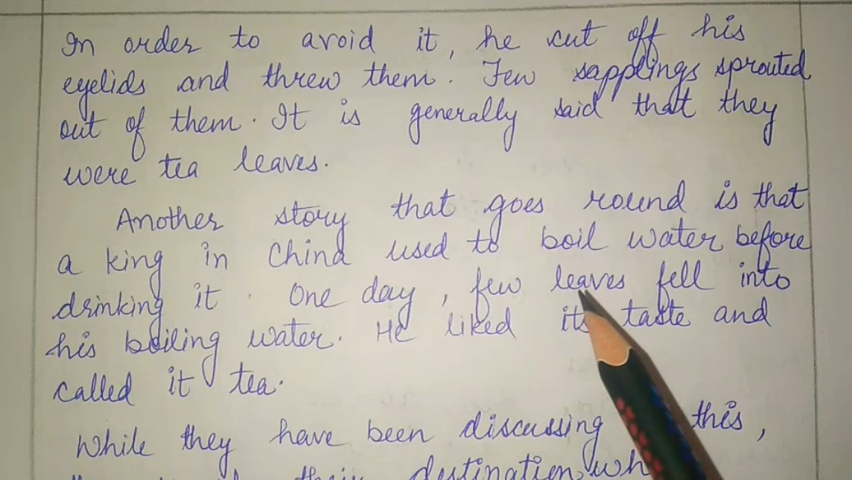 In order to avoid it, he cut off his
eyelids and threw them. Few sapplings sprouted
out of them. It is generally said that they
were tea leaves.
Another story that goes round is that
a king in China used to boil water before
drinking it. One day, few leaves fell into
his boiling water. He liked its taste and
called it tea.
While they have been discussing this,
their destination, wh